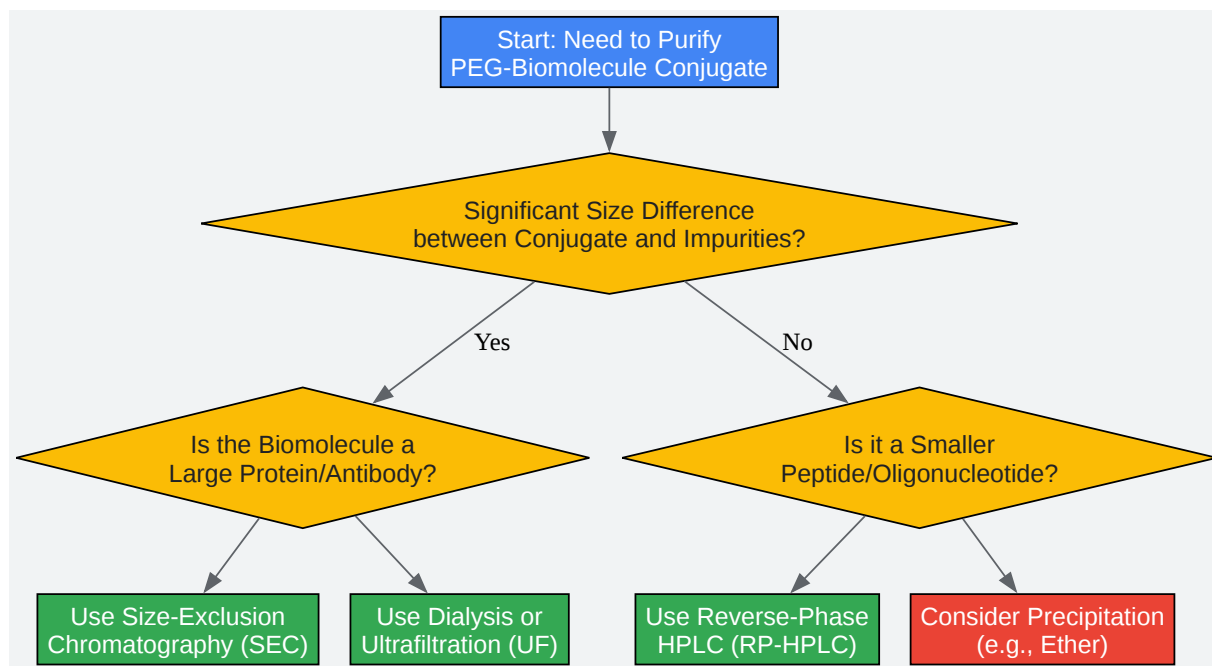 Start: Need to Purify
PEG-Biomolecule Conjugate
Significant Size Difference
between Conjugate and Impurities?
Yes
No
Is the Biomolecule a
Large Protein/Antibody?
Is it a Smaller
Peptide/Oligonucleotide?
Use Size-Exclusion
Chromatography (SEC)
Use Dialysis or
Ultrafiltration (UF)
Use Reverse-Phase
HPLC (RP-HPLC)
Consider Precipitation
(e.g., Ether)